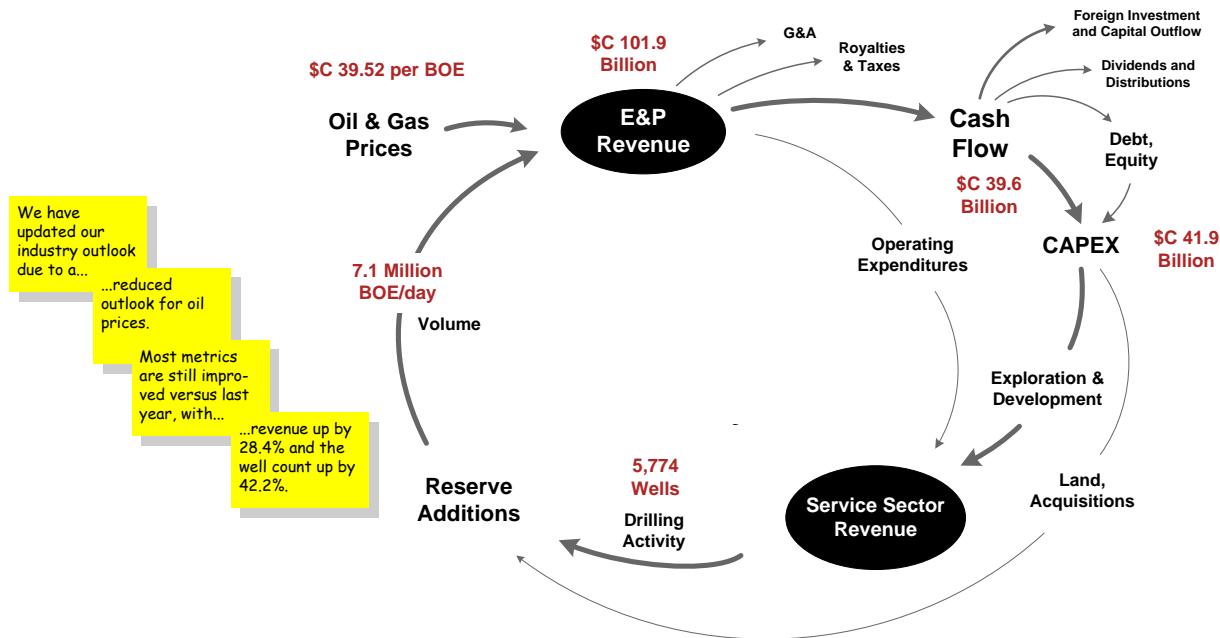 $C 39.52 per BOE
Oil & Gas
Prices
$C 101.9
Billion
E&P
Revenue
G&A
Royalties
& Taxes
Foreign Investment
and Capital Outflow
Dividends and
Distributions
Cash
Flow
Debt,
Equity
$C 39.6
Billion
CAPEX
$C 41.9
Billion
Operating
Expenditures
Exploration &
Development
Land,
Acquisitions
Service Sector
Revenue
5,774
Wells
Drilling
Activity
Reserve
Additions
7.1 Million
BOE/day
Volume
We have
updated our
industry outlook
due to a...
...reduced
outlook for oil
prices.
Most metrics
are still impro-
ved versus last
year, with...
...revenue up by
28.4% and the
well count up by
42.2%.